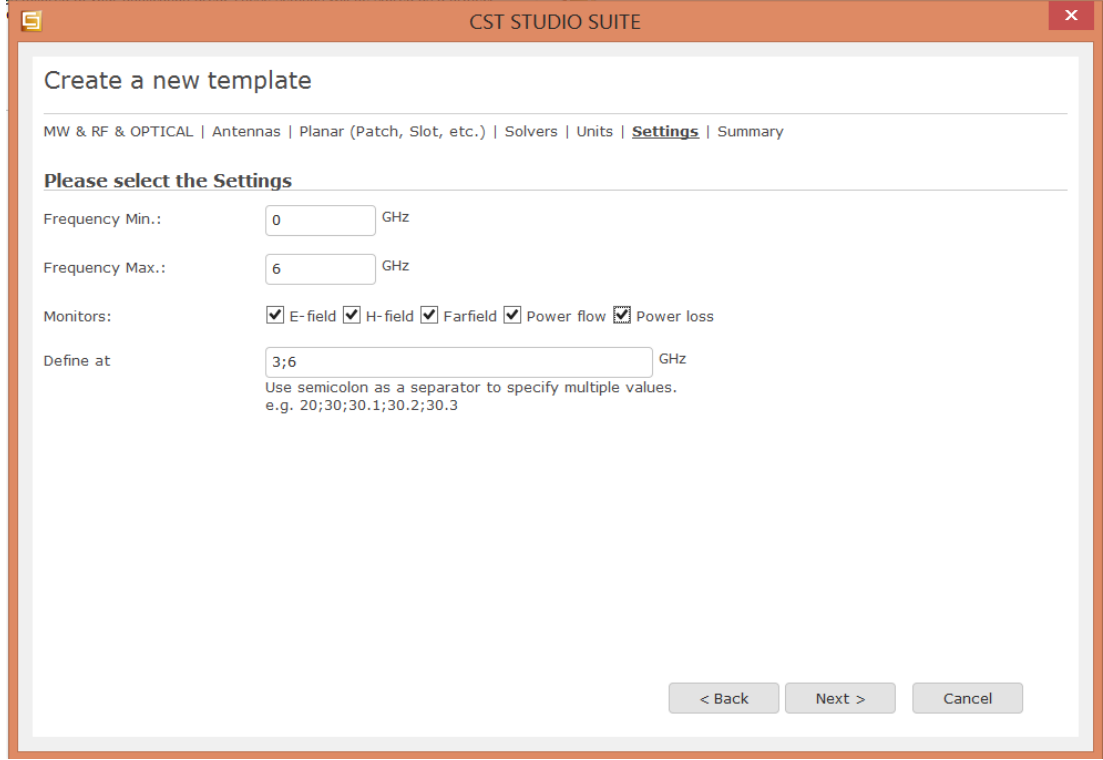 CST STUDIO SUITE
x
Create a new template
MW & RF & OPTICAL | Antennas | Planar (Patch, Slot, etc.) | Solvers | Units | Settings | Summary
Please select the Settings
Frequency Min.: 0 GHz
Frequency Max.: 6 GHz
Monitors: E-field H-field Farfield Power flow Power loss
Define at 3;6 GHz
Use semicolon as a separator to specify multiple values.
e.g. 20;30;30.1;30.2;30.3
< Back Next > Cancel